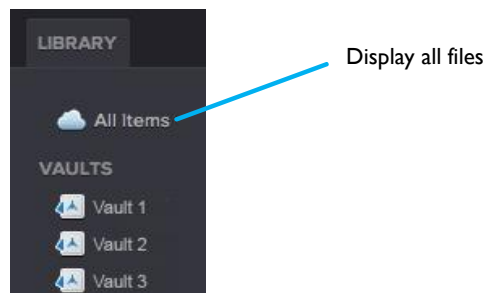 LIBRARY
Display all files
All Items
VAULTS
Vault 1
Vault 2
Vault 3